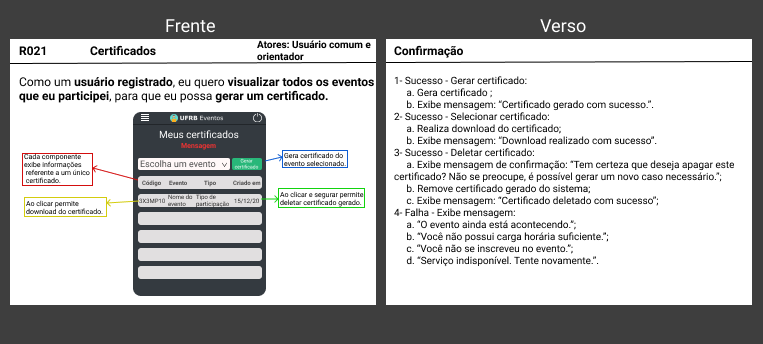 Frente
R021 Certificados Atores: Usuário comum e
orientador
Como um usuário registrado, eu quero visualizar todos os eventos
que eu participei, para que eu possa gerar um certificado.
UFRB Eventos
Meus certificados
Mensagem
Escolha um evento
Gerar
certificado
Código Evento Tipo Criado em
3X3MP10 Nome do
evento Tipo de
participação 15/12/20
Cada componente
exibe informações
referente a um único
certificado.
Ao clicar permite
download do certificado.
Gera certificado do
evento selecionado.
Ao clicar e segurar permite
deletar certificado gerado.
Verso
Confirmação
1- Sucesso - Gerar certificado:
a. Gera certificado ;
b. Exibe mensagem: “Certificado gerado com sucesso.”.
2- Sucesso - Selecionar certificado:
a. Realiza download do certificado;
b. Exibe mensagem: “Download realizado com sucesso”.
3- Sucesso - Deletar certificado:
a. Exibe mensagem de confirmação: “Tem certeza que deseja apagar este
certificado? Não se preocupe, é possível gerar um novo caso necessário.”;
b. Remove certificado gerado do sistema;
c. Exibe mensagem: “Certificado deletado com sucesso”;
4- Falha - Exibe mensagem:
a. “O evento ainda está acontecendo.”;
b. “Você não possui carga horária suficiente.”;
c. “Você não se inscreveu no evento.”;
d. “Serviço indisponível. Tente novamente.”.